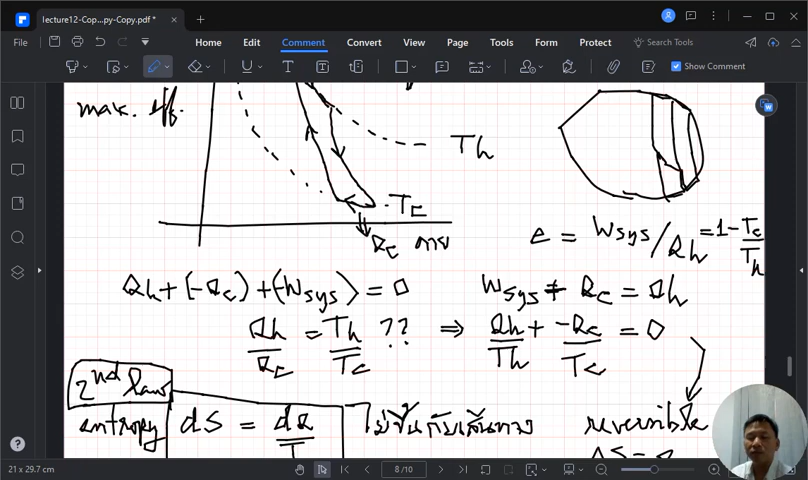 lecture12-Cop...py-Copy.pdf *
File
Home Edit Comment Convert View Page Tools Form Protect Search Tools
Show Comment
max. eff.
Th
Tc
Qc คาย
e = Wsys/Qh = 1 - Tc/Th
Qh + (-Qc) + (-Wsys) = 0
Wsys + Qc = Qh
Qh/Qc = Th/Tc ?? ⇒ Qh/Th + -Qc/Tc = 0
2nd law
entropy dS = dQ/T ไม่ขึ้นกับเส้นทาง reversible
ΔS = 0
21 x 29.7 cm
8 /10